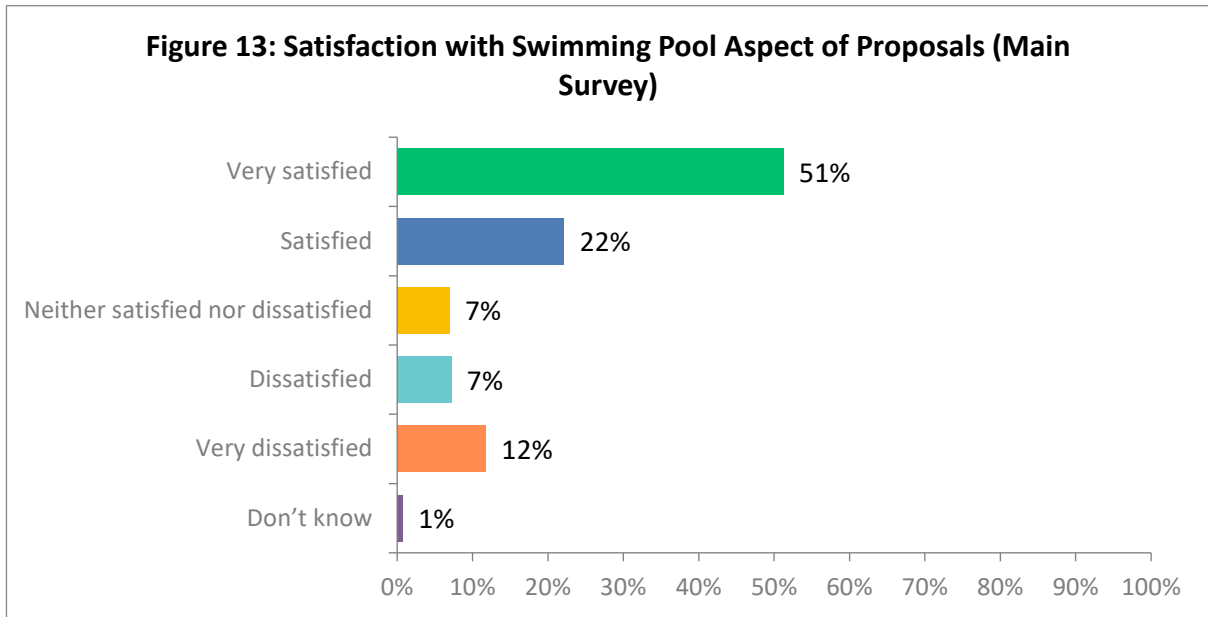 Figure 13: Satisfaction with Swimming Pool Aspect of Proposals (Main
Survey)
Very satisfied 51%
Satisfied 22%
Neither satisfied nor dissatisfied 7%
Dissatisfied 7%
Very dissatisfied 12%
Don’t know 1%
0% 10% 20% 30% 40% 50% 60% 70% 80% 90% 100%